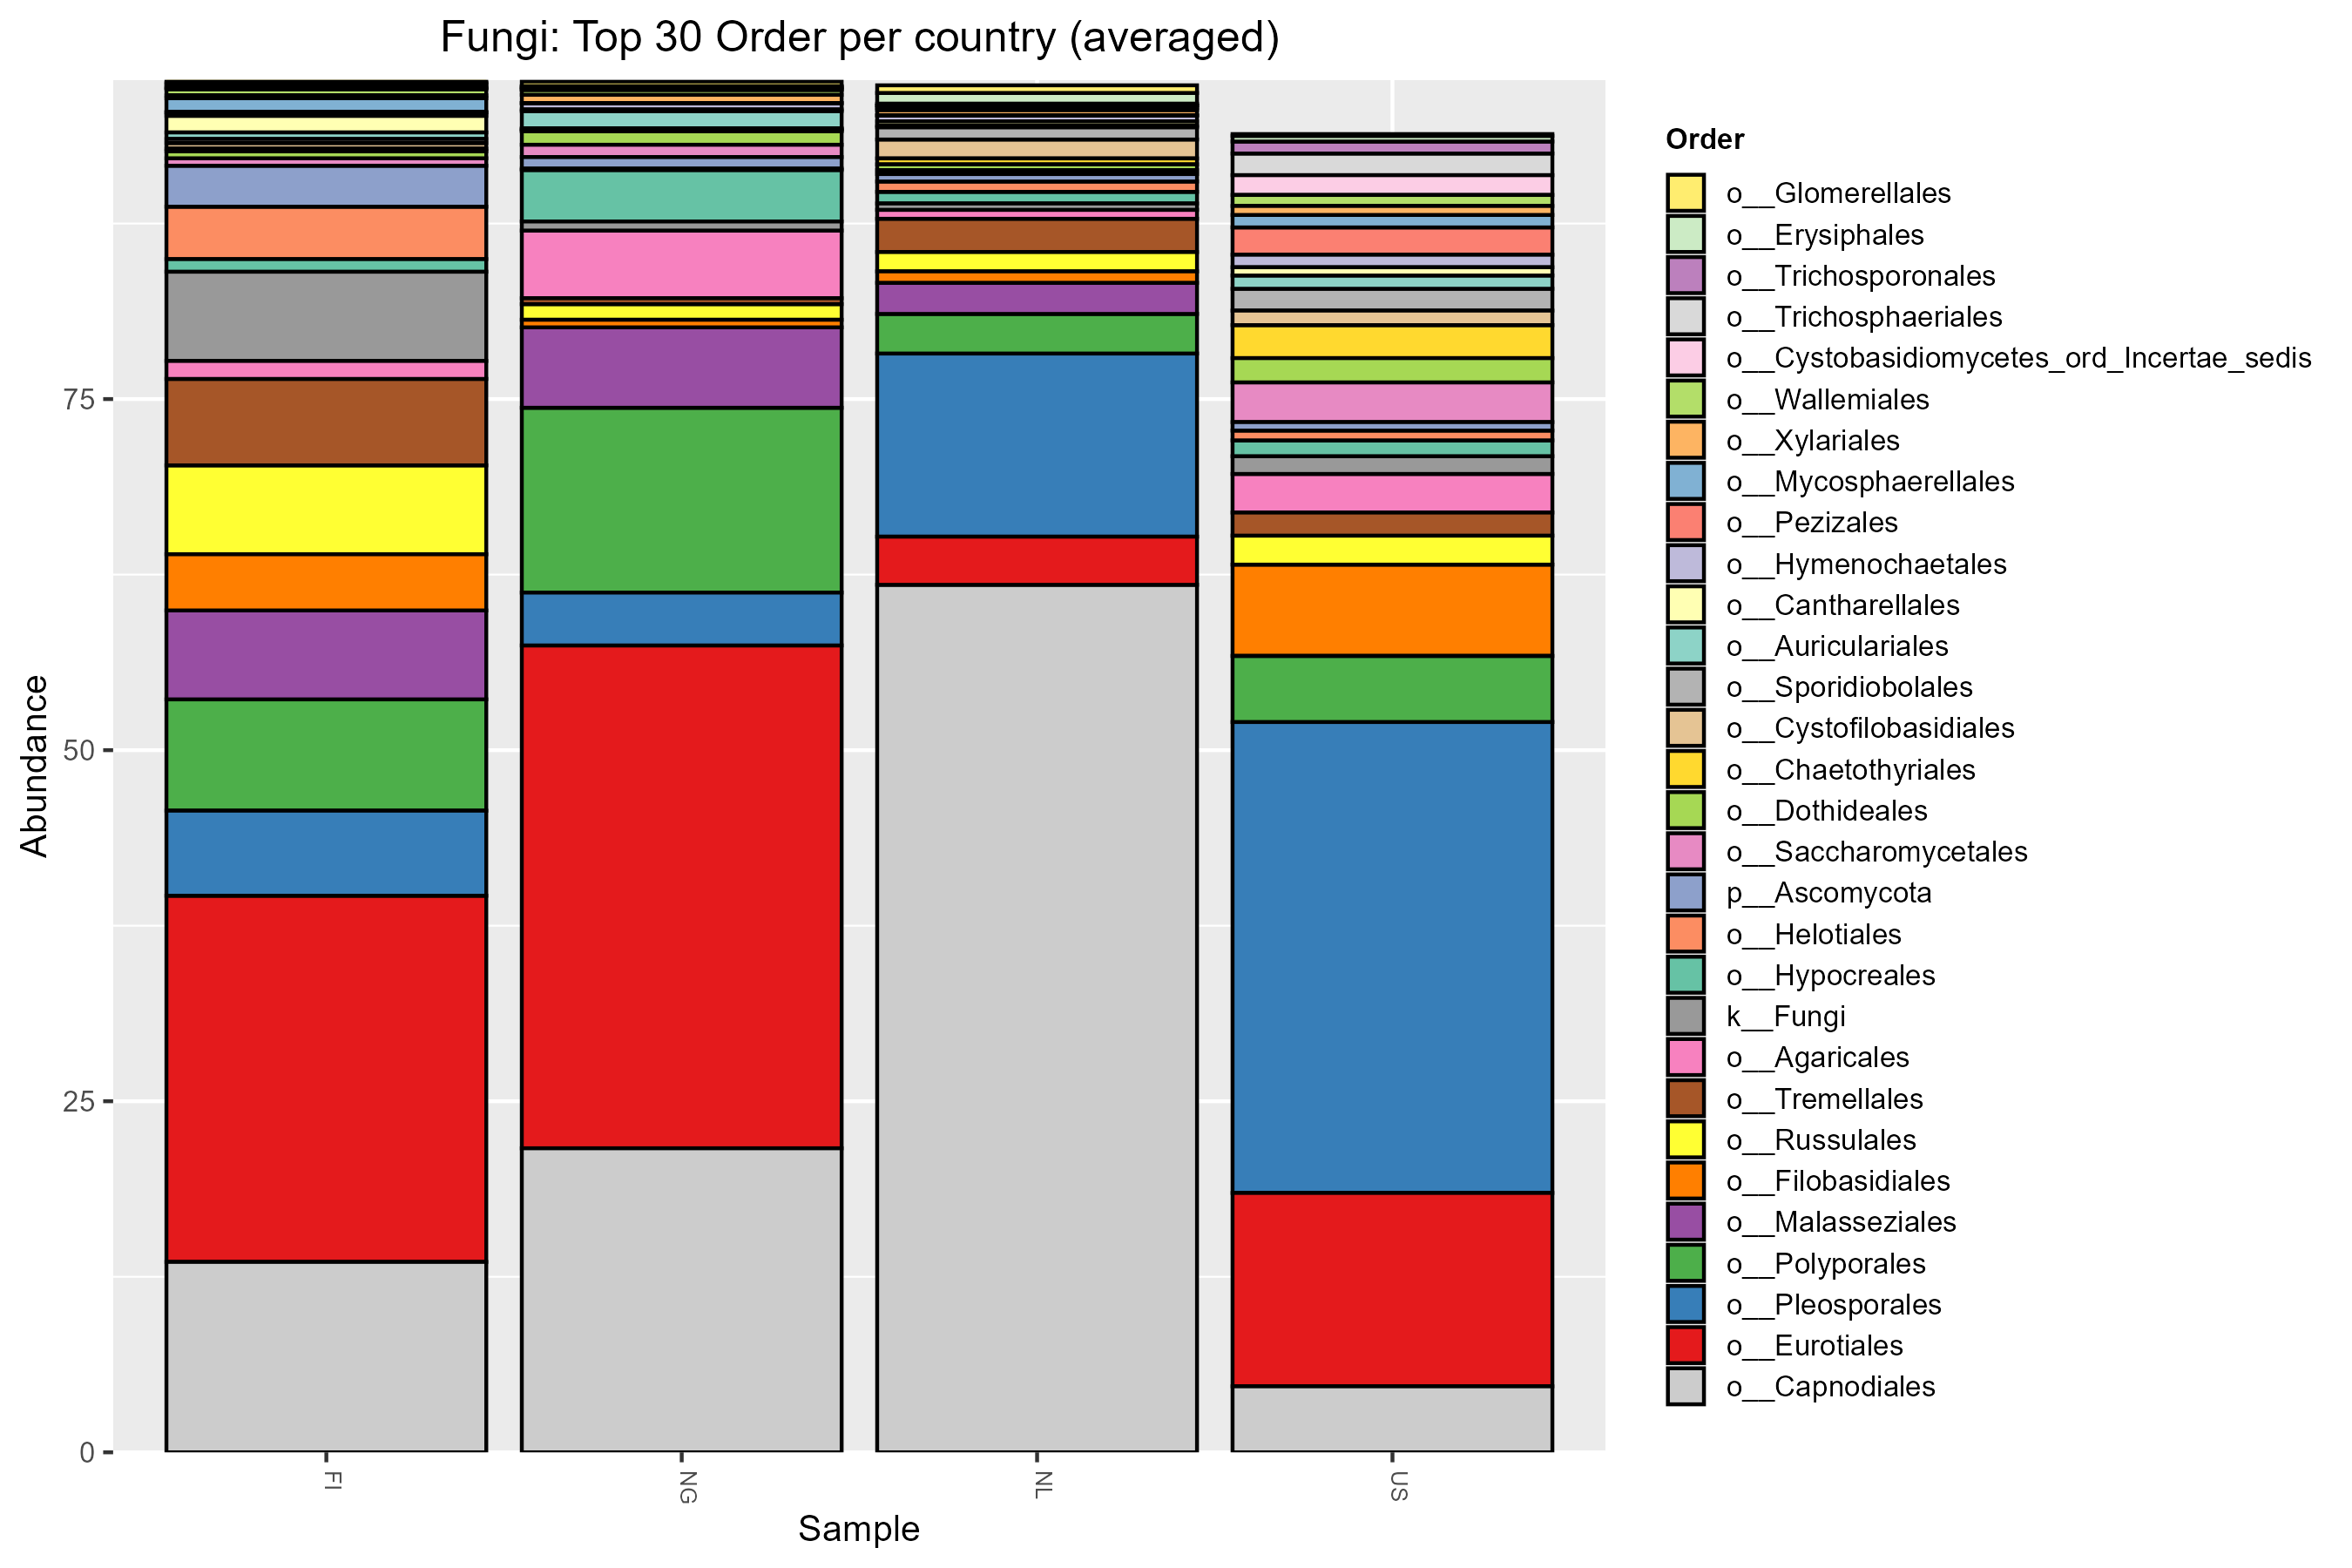 Fungi: Top 30 Order per country (averaged)
Abundance
75
50
25
0
FI
NG
NL
US
Sample
Order
o__Glomerellales
o__Erysiphales
o__Trichosporonales
o__Trichosphaeriales
o__Cystobasidiomycetes_ord_Incertae_sedis
o__Wallemiales
o__Xylariales
o__Mycosphaerellales
o__Pezizales
o__Hymenochaetales
o__Cantharellales
o__Auriculariales
o__Sporidiobolales
o__Cystofilobasidiales
o__Chaetothyriales
o__Dothideales
o__Saccharomycetales
p__Ascomycota
o__Helotiales
o__Hypocreales
k__Fungi
o__Agaricales
o__Tremellales
o__Russulales
o__Filobasidiales
o__Malasseziales
o__Polyporales
o__Pleosporales
o__Eurotiales
o__Capnodiales